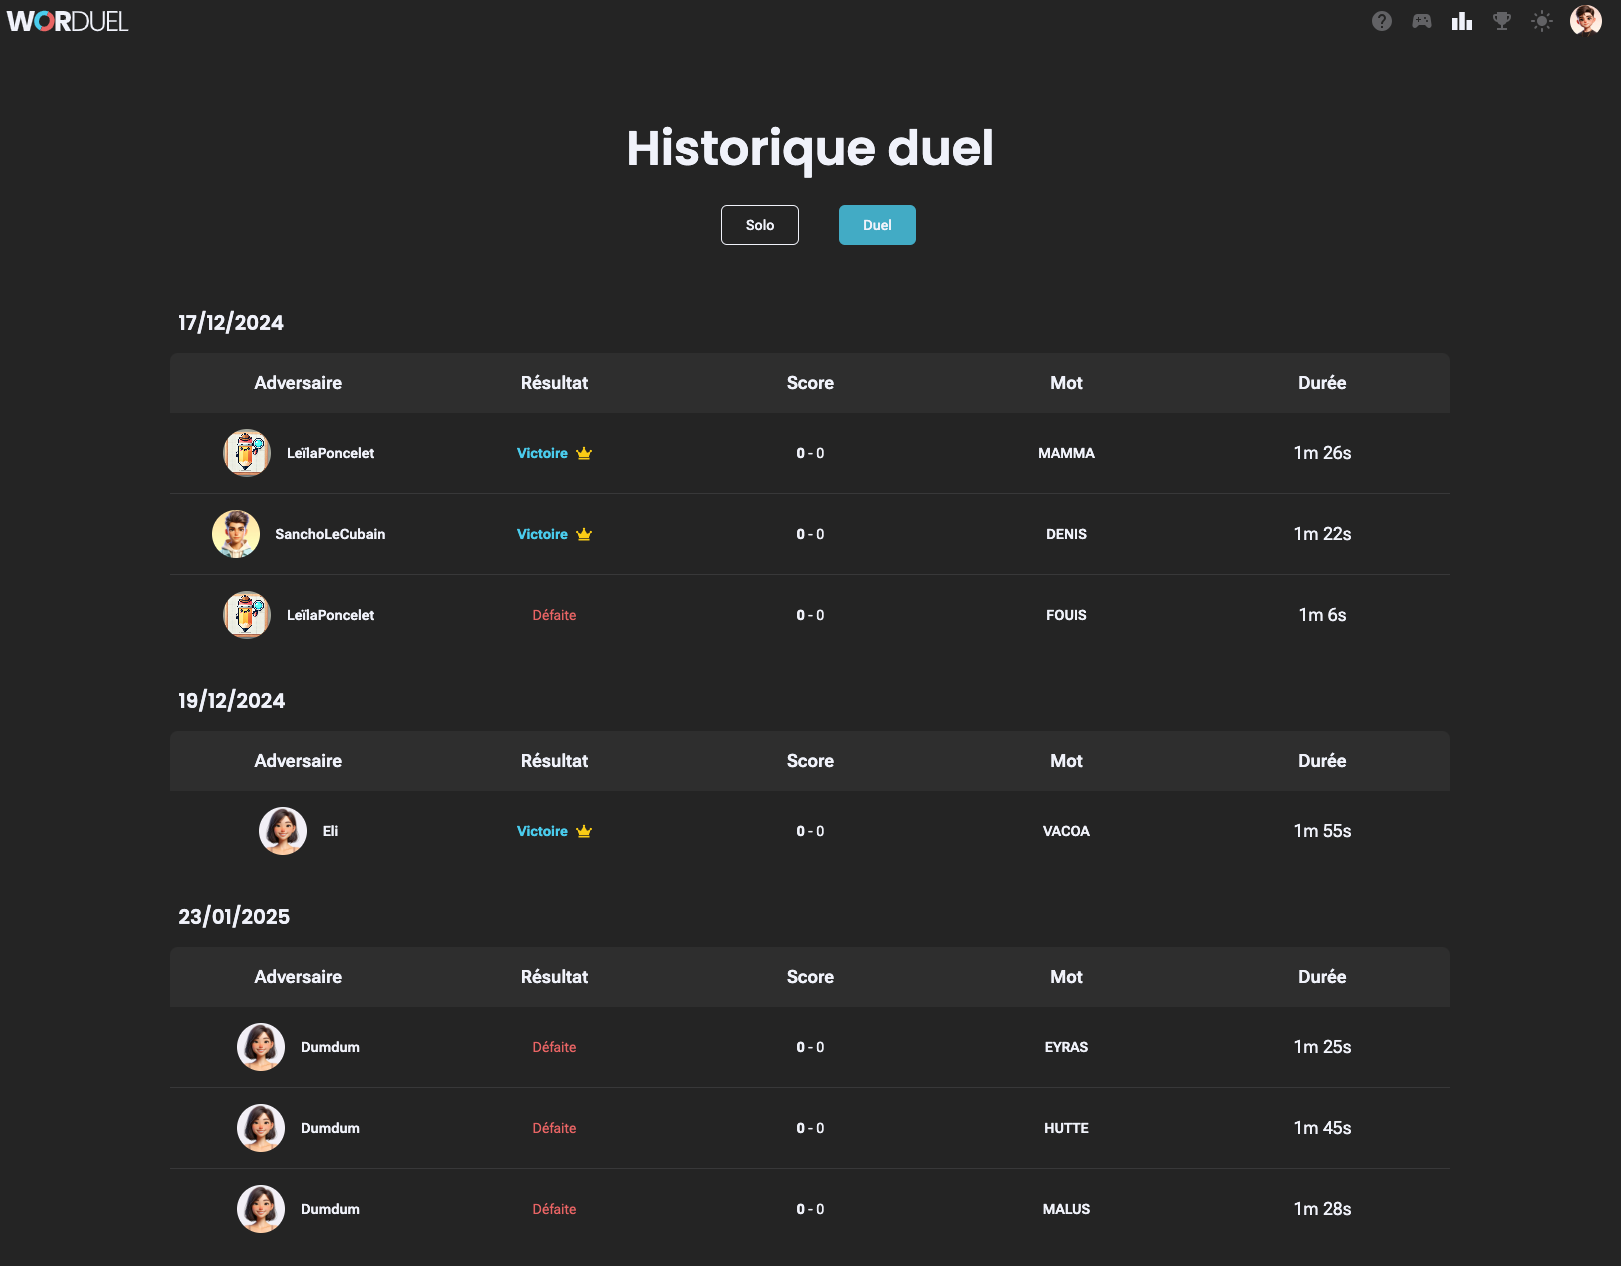 WORDUEL
Historique duel
Solo Duel
17/12/2024
Adversaire Résultat Score Mot Durée
LeïlaPoncelet Victoire 0 - 0 MAMMA 1m 26s
SanchoLeCubain Victoire 0 - 0 DENIS 1m 22s
LeïlaPoncelet Défaite 0 - 0 FOUIS 1m 6s
19/12/2024
Adversaire Résultat Score Mot Durée
Eli Victoire 0 - 0 VACOA 1m 55s
23/01/2025
Adversaire Résultat Score Mot Durée
Dumdum Défaite 0 - 0 EYRAS 1m 25s
Dumdum Défaite 0 - 0 HUTTE 1m 45s
Dumdum Défaite 0 - 0 MALUS 1m 28s